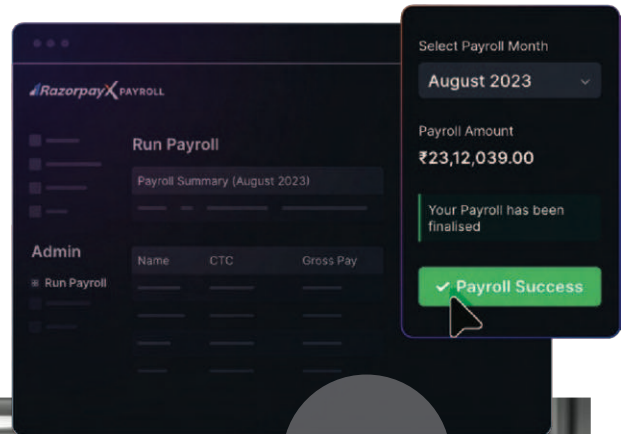 RazorpayX PAYROLL
Run Payroll
Payroll Summary (August 2023)
Admin
Run Payroll
Name CTC Gross Pay
Select Payroll Month
August 2023
Payroll Amount
₹23,12,039.00
Your Payroll has been
finalised
Payroll Success